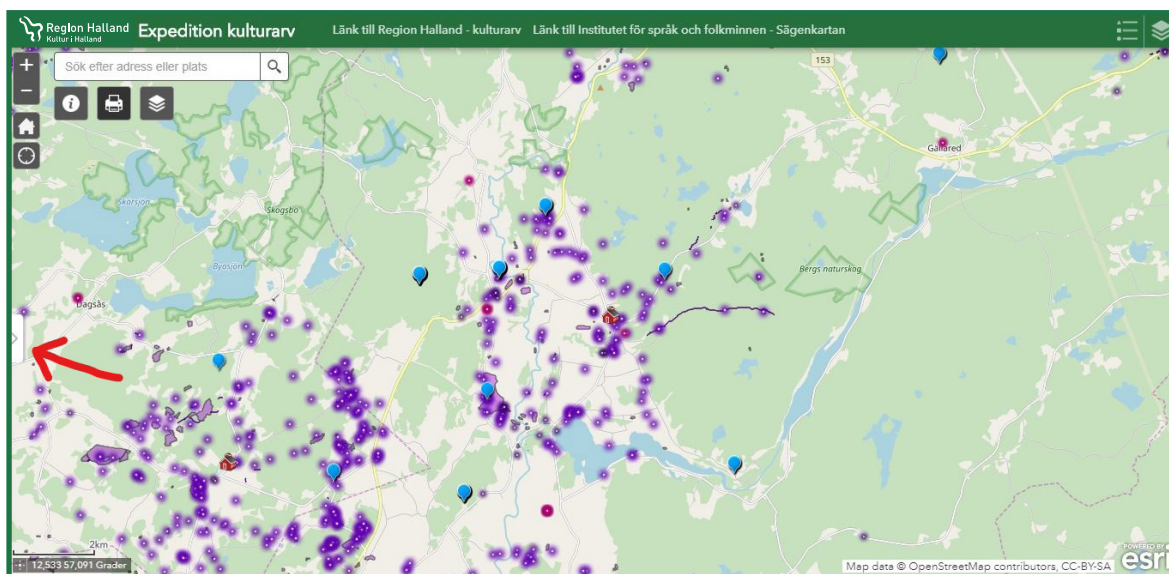 Region Halland
Kultur i Halland
Expedition kulturarv
Länk till Region Halland - kulturarv
Länk till Institutet för språk och folkminnen - Sägenkartan
+
Sök efter adress eller plats
−
153
Gällared
Skärsjön
Skogsbo
Byasjön
Bergs naturskog
Dagsås
2km
12,533 57,091 Grader
Map data © OpenStreetMap contributors, CC-BY-SA
POWERED BY
esri